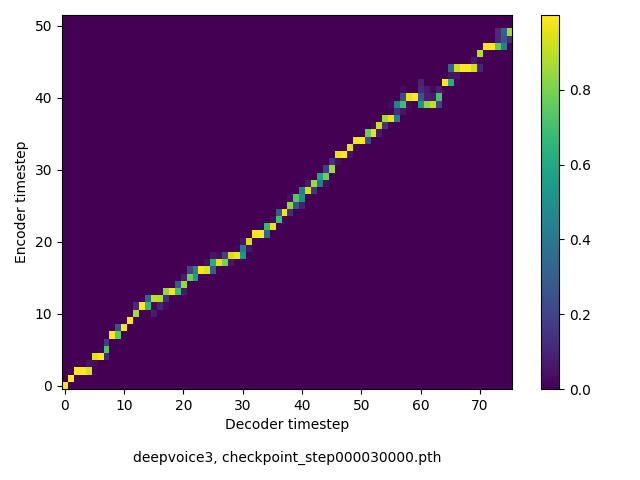 50
40
30
20
10
0
Encoder timestep
0 10 20 30 40 50 60 70
Decoder timestep
0.8
0.6
0.4
0.2
0.0
deepvoice3, checkpoint_step000030000.pth